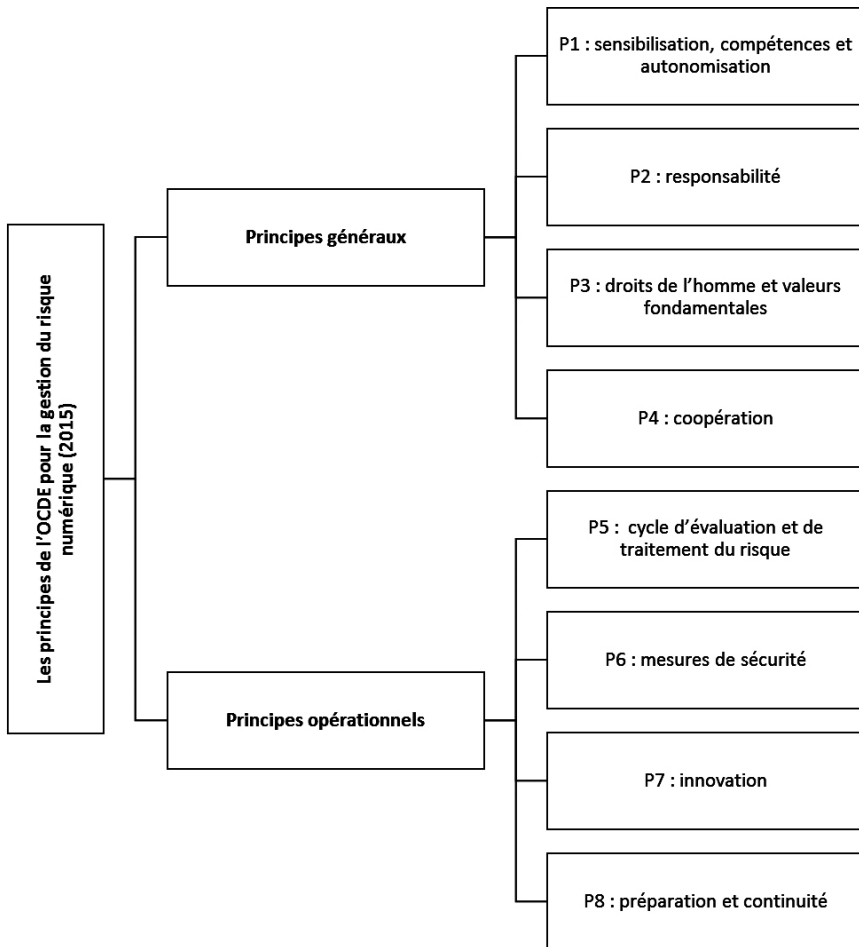 Les principes de l'OCDE pour la gestion du risque
numérique (2015)
Principes généraux
P1 : sensibilisation, compétences et
autonomisation
P2 : responsabilité
P3 : droits de l'homme et valeurs
fondamentales
P4 : coopération
Principes opérationnels
P5 : cycle d'évaluation et de
traitement du risque
P6 : mesures de sécurité
P7 : innovation
P8 : préparation et continuité